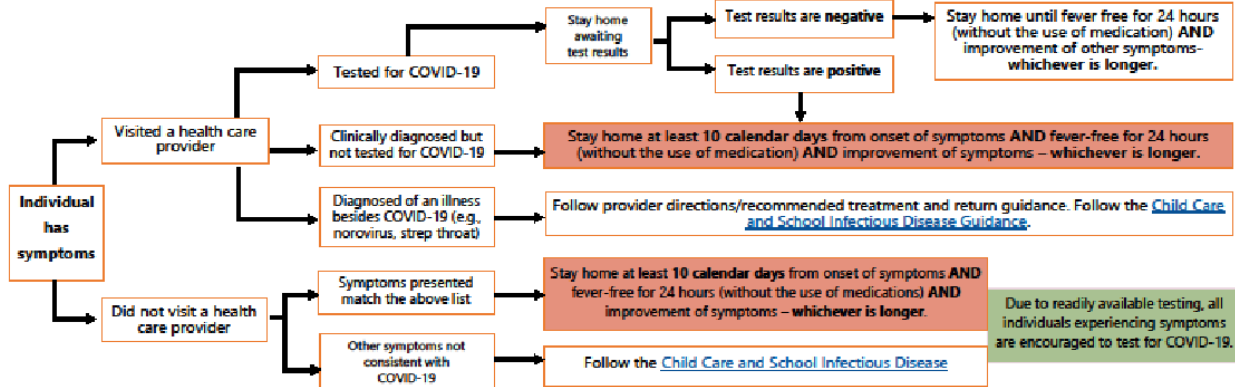 Stay home
awaiting
test results
Test results are negative
Stay home until fever free for 24 hours
(without the use of medication) AND
improvement of other symptoms-
whichever is longer.
Tested for COVID-19
Test results are positive
Visited a health care
provider
Clinically diagnosed but
not tested for COVID-19
Stay home at least 10 calendar days from onset of symptoms AND fever-free for 24 hours
(without the use of medication) AND improvement of symptoms – whichever is longer.
Individual
has
symptoms
Diagnosed of an illness
besides COVID-19 (e.g.,
norovirus, strep throat)
Follow provider directions/recommended treatment and return guidance. Follow the Child Care
and School Infectious Disease Guidance.
Did not visit a health
care provider
Symptoms presented
match the above list
Stay home at least 10 calendar days from onset of symptoms AND
fever-free for 24 hours (without the use of medications) AND
improvement of symptoms – whichever is longer.
Due to readily available testing, all
individuals experiencing symptoms
are encouraged to test for COVID-19.
Other symptoms not
consistent with
COVID-19
Follow the Child Care and School Infectious Disease